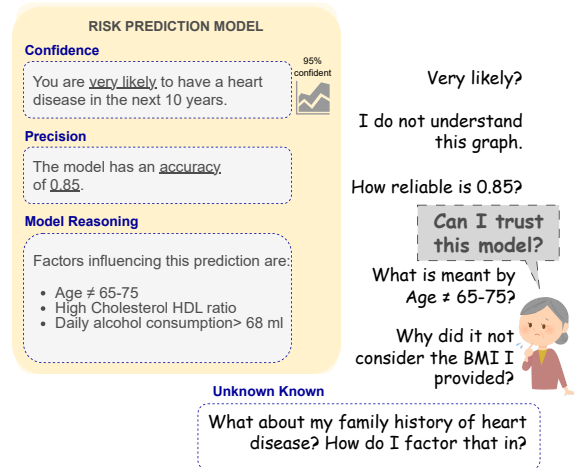 RISK PREDICTION MODEL
Confidence
95%
confident
You are very likely to have a heart
disease in the next 10 years.
Precision
The model has an accuracy
of 0.85.
Model Reasoning
Factors influencing this prediction are:
• Age ≠ 65-75
• High Cholesterol HDL ratio
• Daily alcohol consumption> 68 ml
Very likely?
I do not understand
this graph.
How reliable is 0.85?
Can I trust
this model?
What is meant by
Age ≠ 65-75?
Why did it not
consider the BMI I
provided?
Unknown Known
What about my family history of heart
disease? How do I factor that in?